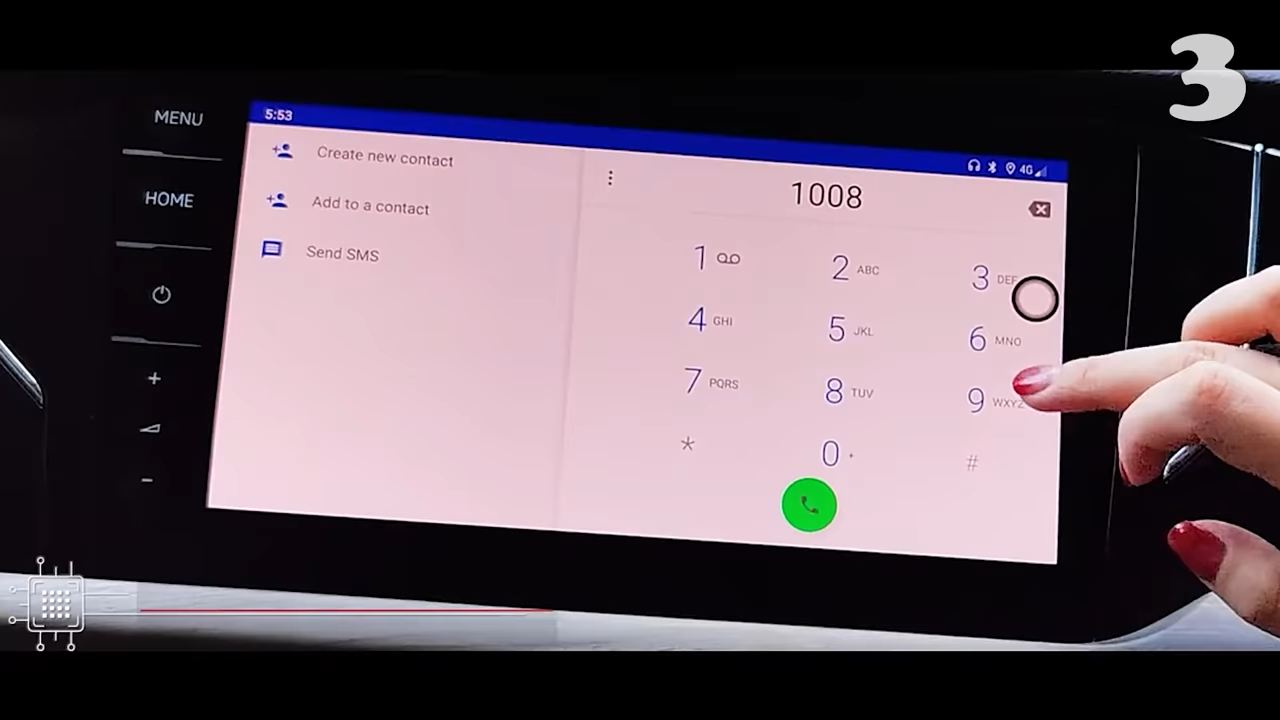 3
MENU
HOME
+
-
5:53
4G
Create new contact
Add to a contact
Send SMS
1008
1
2 ABC
3 DEF
4 GHI
5 JKL
6 MNO
7 PQRS
8 TUV
9 WXYZ
*
0 +
#